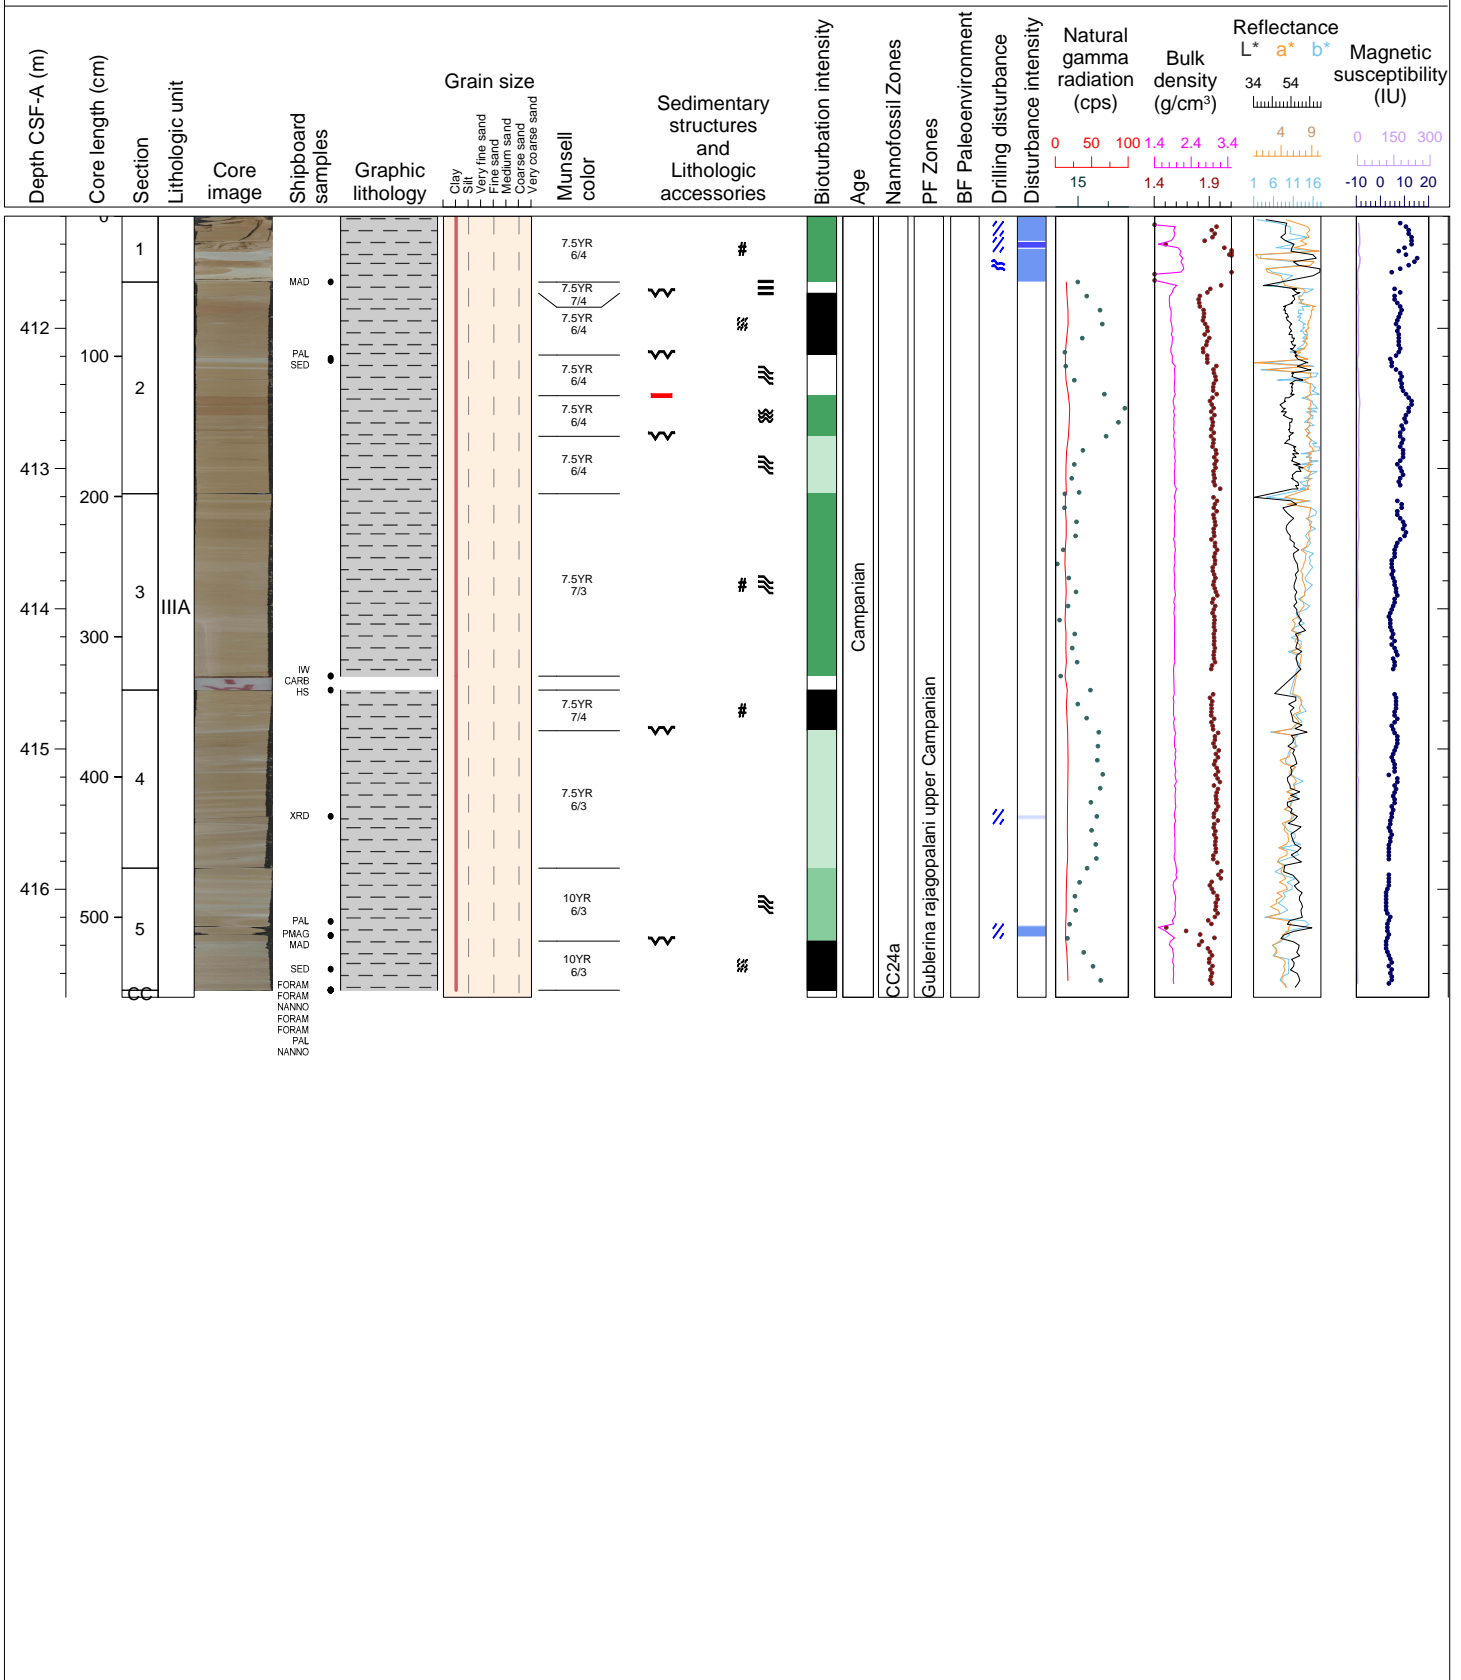 Depth CSF-A (m)
Core length (cm)
Section
Lithologic unit
Core
image
Shipboard
samples
Graphic
lithology
Grain size
Clay
Silt
Very fine sand
Fine sand
Medium sand
Coarse sand
Very coarse sand
Munsell
color
Sedimentary
structures
and
Lithologic
accessories
Bioturbation intensity
Age
Nannofossil Zones
PF Zones
BF Paleoenvironment
Drilling disturbance
Disturbance intensity
Natural
gamma
radiation
(cps)
0 50 100
15
Bulk
density
(g/cm³)
1.4 2.4 3.4
1.4 1.9
Reflectance
L* a* b*
34 54
4 9
1 6 11 16
Magnetic
susceptibility
(IU)
0 150 300
-10 0 10 20
412
413
414
415
416
0
100
200
300
400
500
1
2
3
4
5
CC
IIIA
MAD
PAL
SED
IW
CARB
HS
XRD
PAL
PMAG
MAD
SED
FORAM
FORAM
NANNO
FORAM
FORAM
PAL
NANNO
7.5YR
6/4
7.5YR
7/4
7.5YR
6/4
7.5YR
6/4
7.5YR
6/4
7.5YR
6/4
7.5YR
7/3
7.5YR
7/4
7.5YR
6/3
10YR
6/3
10YR
6/3
Campanian
CC24a
Gublerina rajagopalani upper Campanian